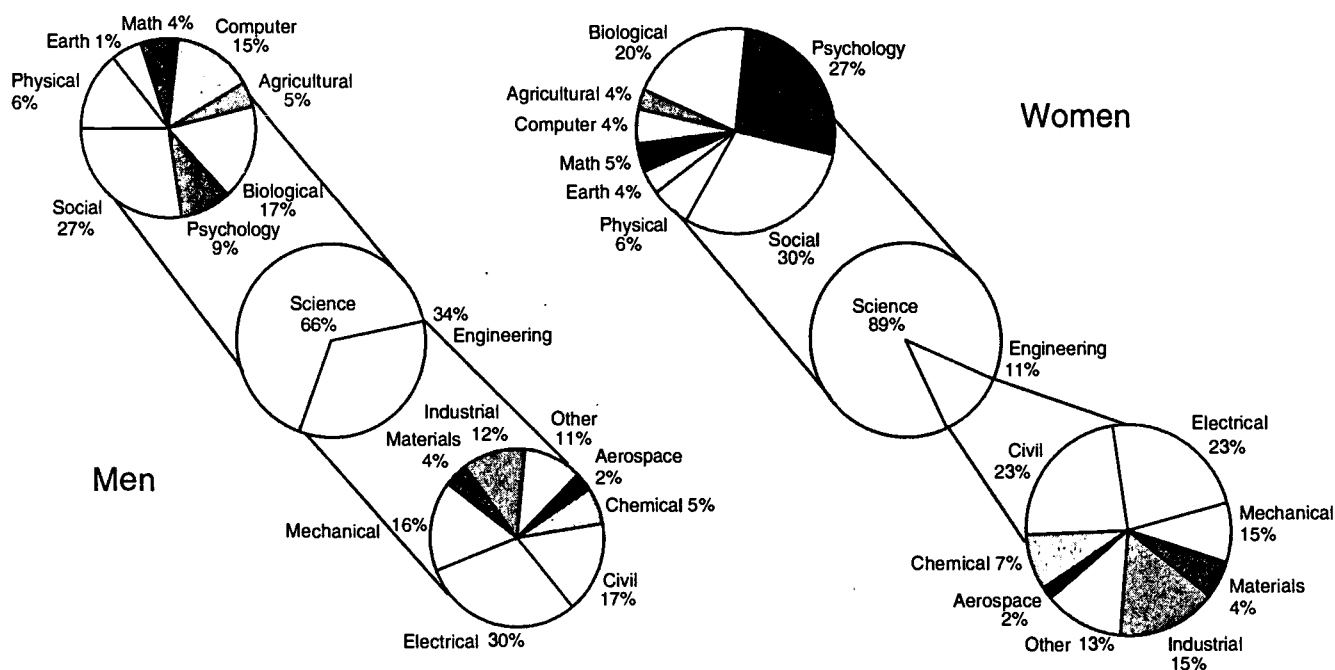 Math 4%
Computer
15%
Earth 1%
Agricultural
5%
Physical
6%
Biological
17%
Psychology
9%
Social
27%
Science
66%
34%
Engineering
Men
Industrial
12%
Other
11%
Materials
4%
Aerospace
2%
Chemical 5%
Mechanical 16%
Civil
17%
Electrical 30%
Women
Biological
20%
Psychology
27%
Agricultural 4%
Computer 4%
Math 5%
Earth 4%
Physical
6%
Social
30%
Science
89%
Engineering
11%
Electrical
23%
Civil
23%
Mechanical
15%
Chemical 7%
Materials
4%
Aerospace
2%
Other 13%
Industrial
15%